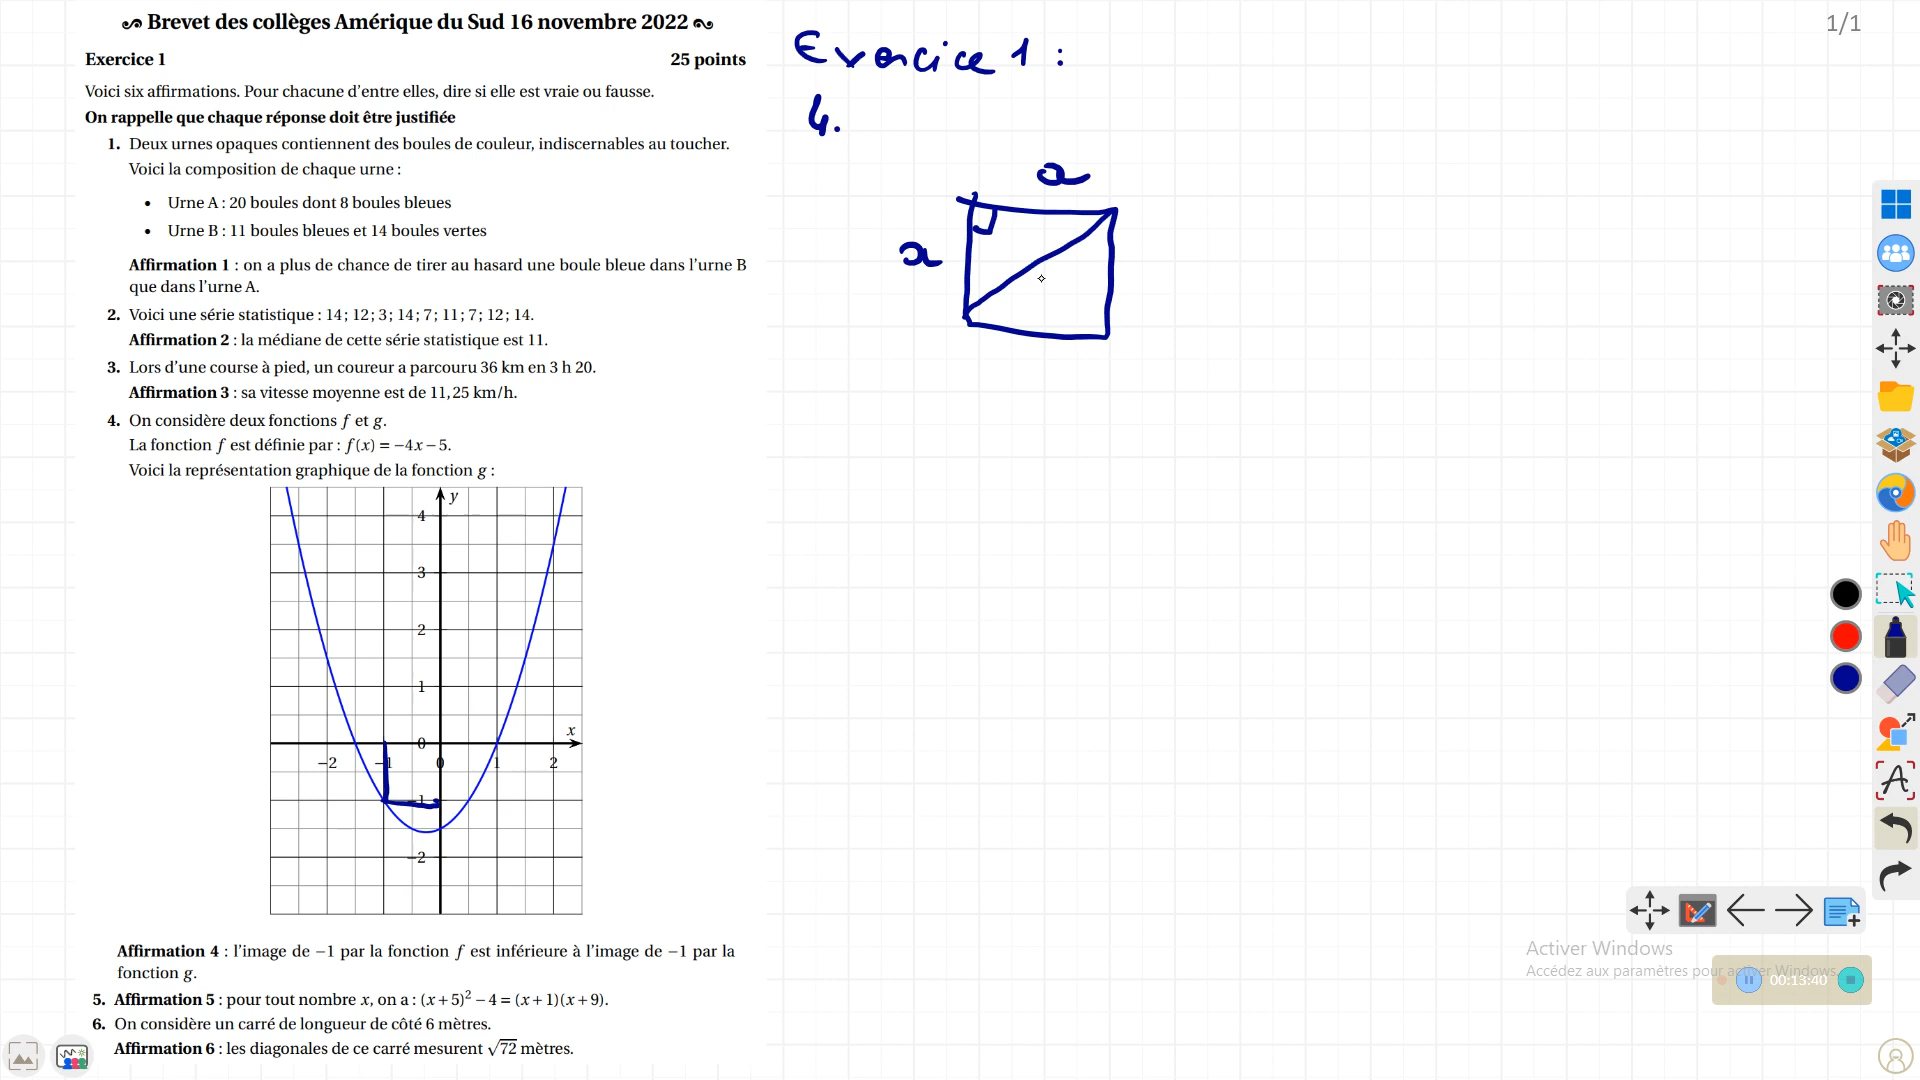 Brevet des collèges Amérique du Sud 16 novembre 2022
Exercice 1 25 points
Voici six affirmations. Pour chacune d'entre elles, dire si elle est vraie ou fausse.
On rappelle que chaque réponse doit être justifiée
1. Deux urnes opaques contiennent des boules de couleur, indiscernables au toucher.
Voici la composition de chaque urne :
• Urne A : 20 boules dont 8 boules bleues
• Urne B : 11 boules bleues et 14 boules vertes
Affirmation 1 : on a plus de chance de tirer au hasard une boule bleue dans l'urne B
que dans l'urne A.
2. Voici une série statistique : 14; 12; 3; 14; 7; 11; 7; 12; 14.
Affirmation 2 : la médiane de cette série statistique est 11.
3. Lors d'une course à pied, un coureur a parcouru 36 km en 3 h 20.
Affirmation 3 : sa vitesse moyenne est de 11,25 km/h.
4. On considère deux fonctions f et g.
La fonction f est définie par : f(x) = −4x − 5.
Voici la représentation graphique de la fonction g :
y
4
3
2
1
x
0
−2 −1 0 1 2
−1
−2
Affirmation 4 : l'image de −1 par la fonction f est inférieure à l'image de −1 par la
fonction g.
5. Affirmation 5 : pour tout nombre x, on a : (x + 5)² − 4 = (x + 1)(x + 9).
6. On considère un carré de longueur de côté 6 mètres.
Affirmation 6 : les diagonales de ce carré mesurent √72 mètres.
Exercice 1 :
4.
a
a
1/1
Activer Windows
Accédez aux paramètres pour activer Windows.
00:13:40